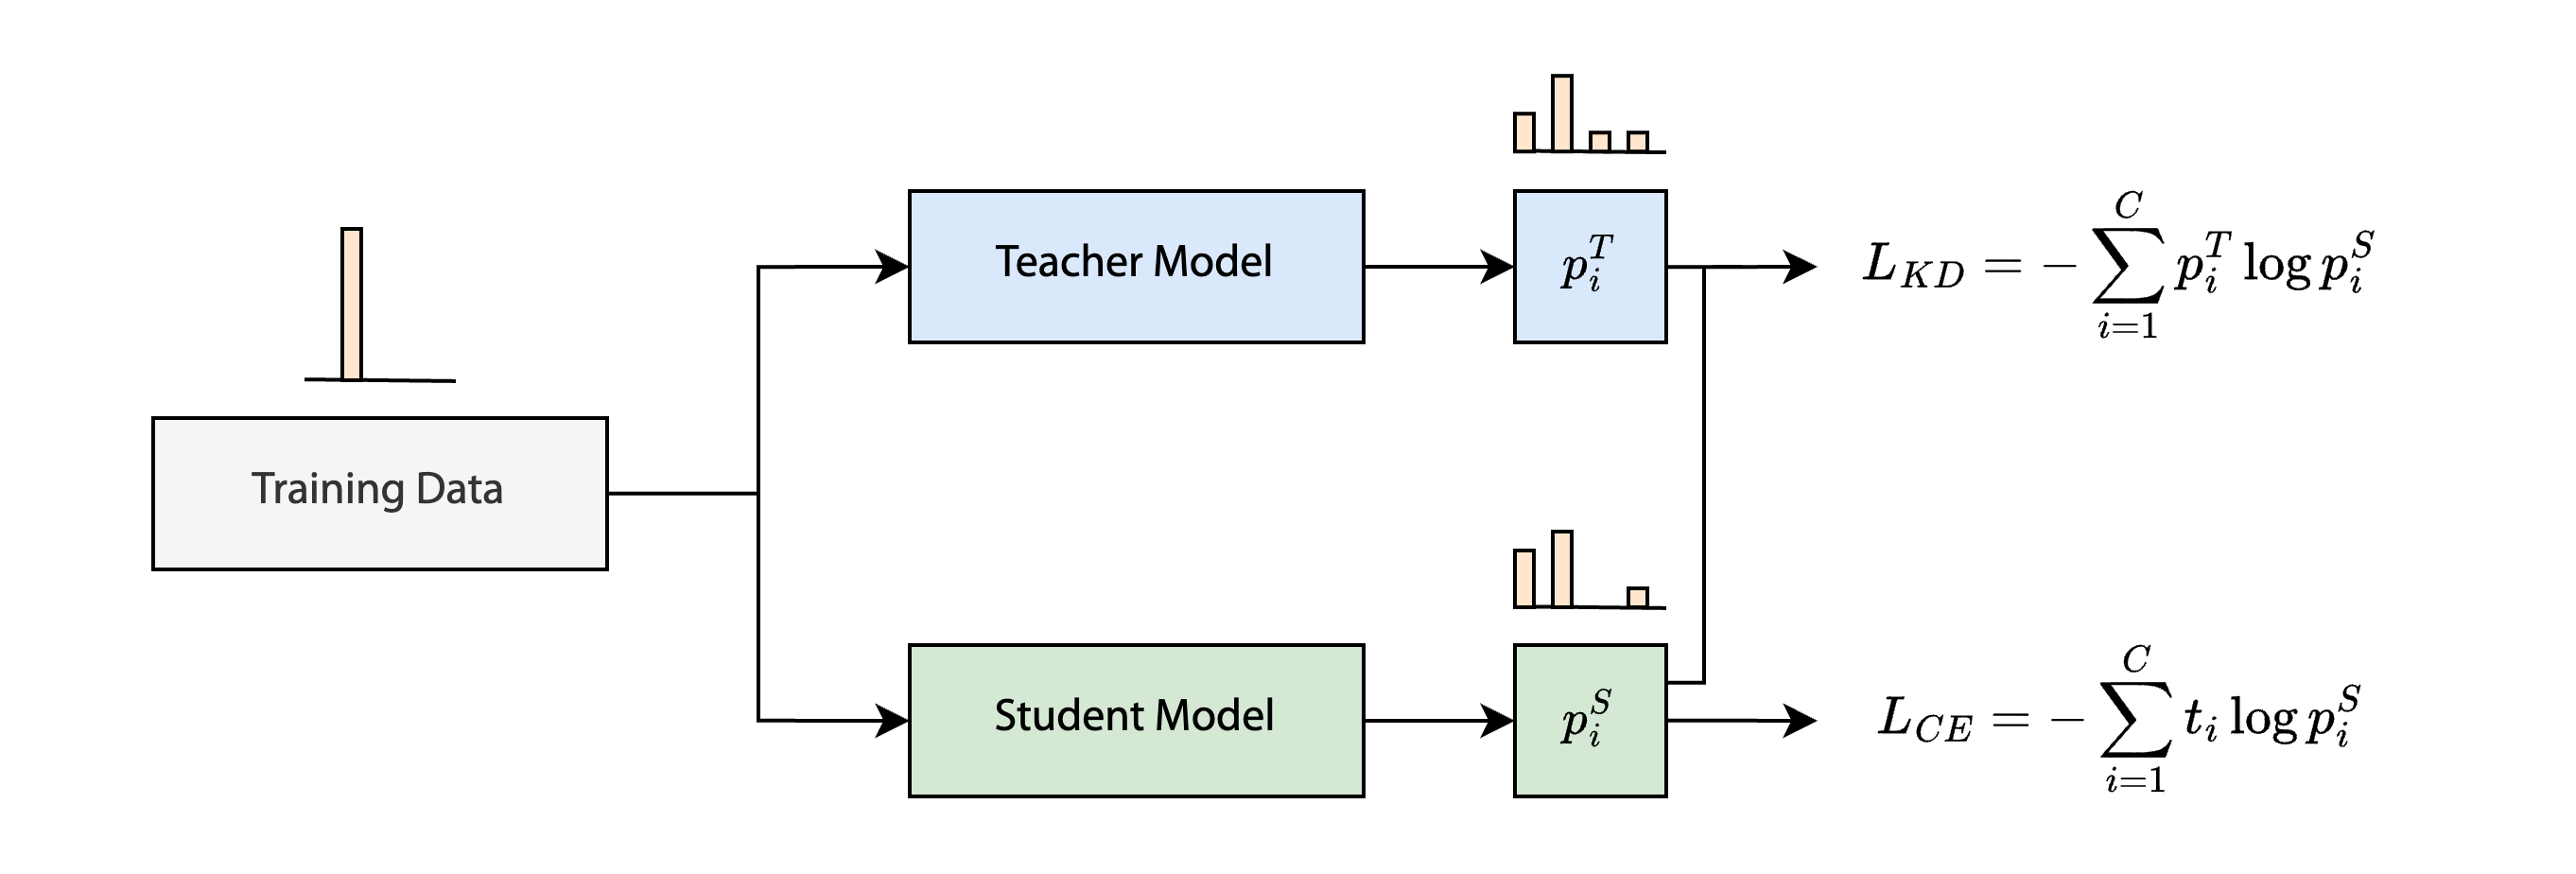 Training Data
Teacher Model
$p_i^T$
$L_{KD} = -\sum_{i=1}^{C} p_i^T \log p_i^S$
Student Model
$p_i^S$
$L_{CE} = -\sum_{i=1}^{C} t_i \log p_i^S$